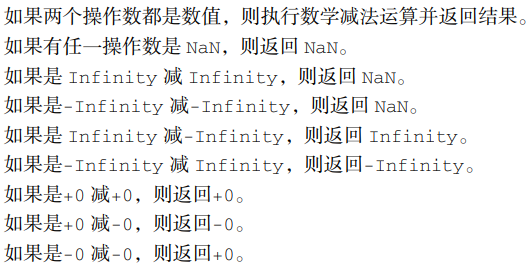 如果两个操作数都是数值，则执行数学减法运算并返回结果。
如果有任一操作数是 NaN，则返回 NaN。
如果是 Infinity 减 Infinity，则返回 NaN。
如果是-Infinity 减-Infinity，则返回 NaN。
如果是 Infinity 减-Infinity，则返回 Infinity。
如果是-Infinity 减 Infinity，则返回-Infinity。
如果是+0 减+0，则返回+0。
如果是+0 减-0，则返回-0。
如果是-0 减-0，则返回+0。